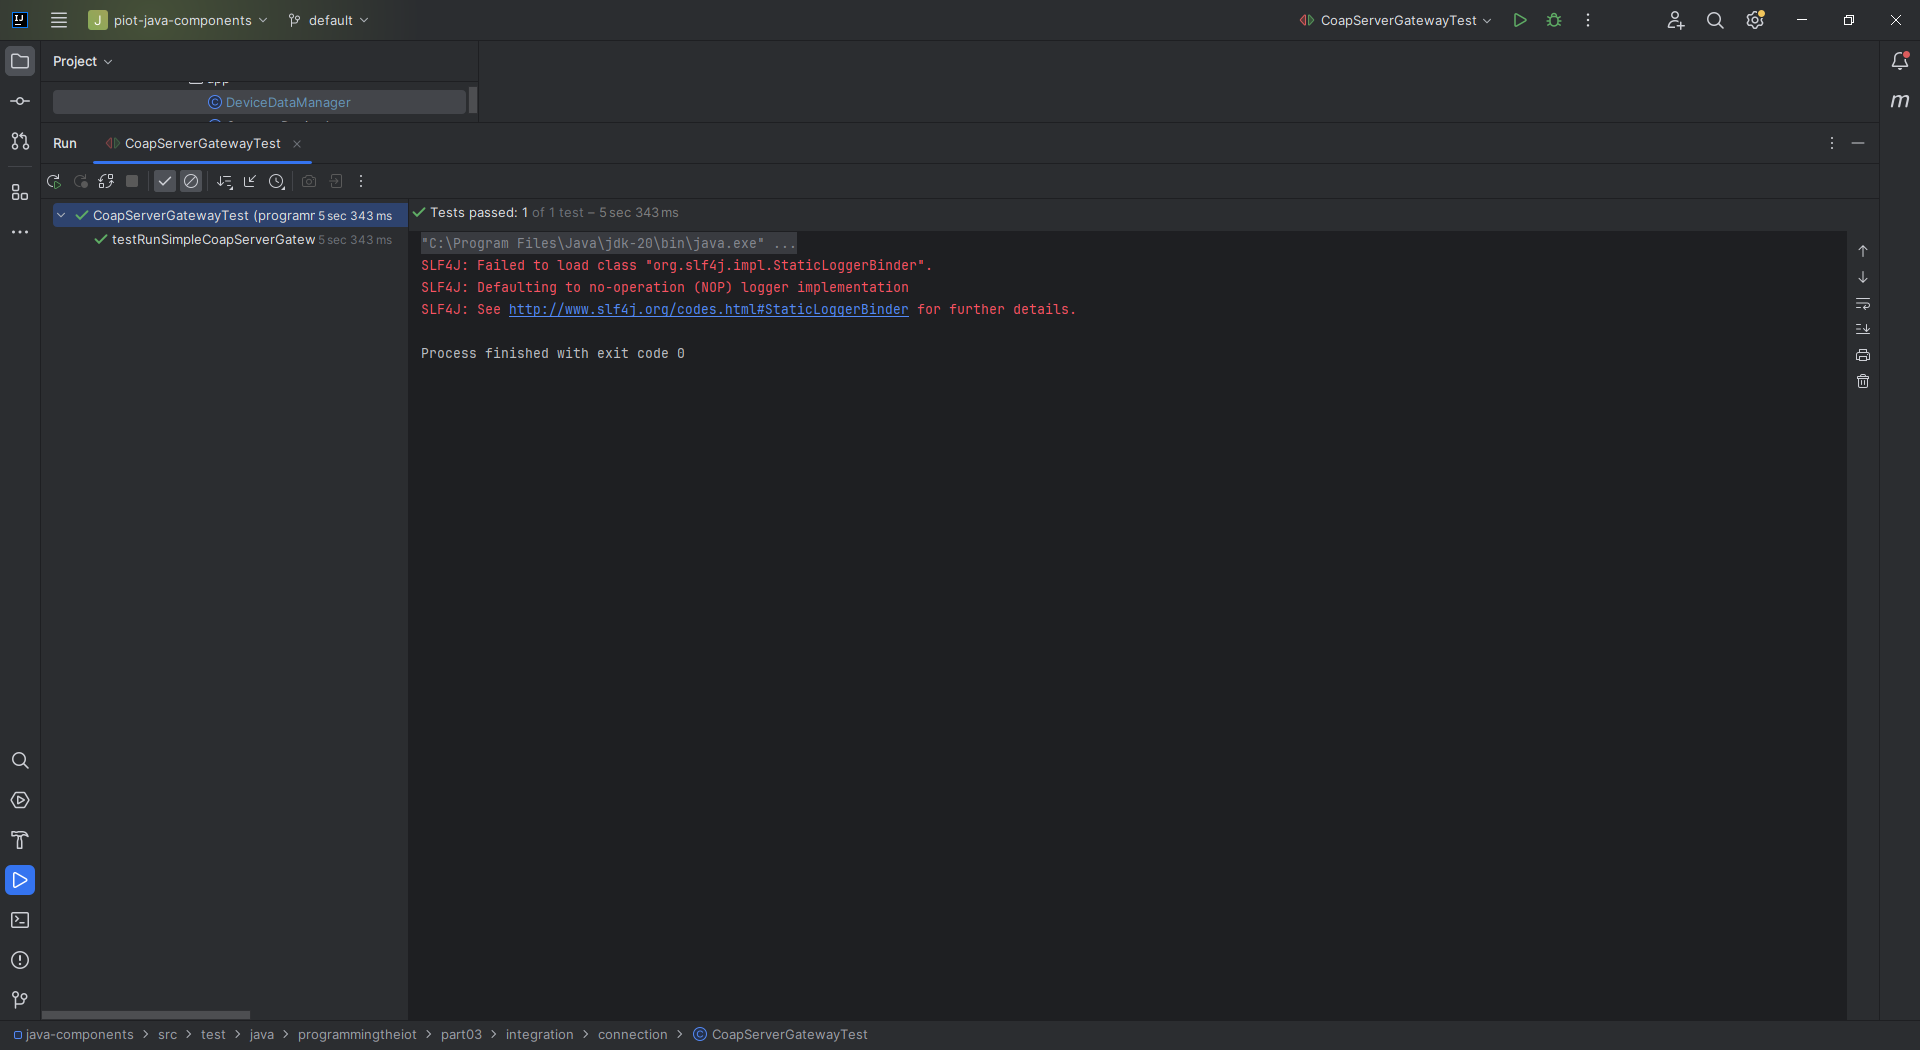 J piot-java-components default CoapServerGatewayTest
Project
app
DeviceDataManager
Run CoapServerGatewayTest
CoapServerGatewayTest (programr 5 sec 343 ms
testRunSimpleCoapServerGatew 5 sec 343 ms
Tests passed: 1 of 1 test – 5 sec 343 ms
"C:\Program Files\Java\jdk-20\bin\java.exe" ...
SLF4J: Failed to load class "org.slf4j.impl.StaticLoggerBinder".
SLF4J: Defaulting to no-operation (NOP) logger implementation
SLF4J: See http://www.slf4j.org/codes.html#StaticLoggerBinder for further details.
Process finished with exit code 0
m
java-components > src > test > java > programmingtheiot > part03 > integration > connection > CoapServerGatewayTest